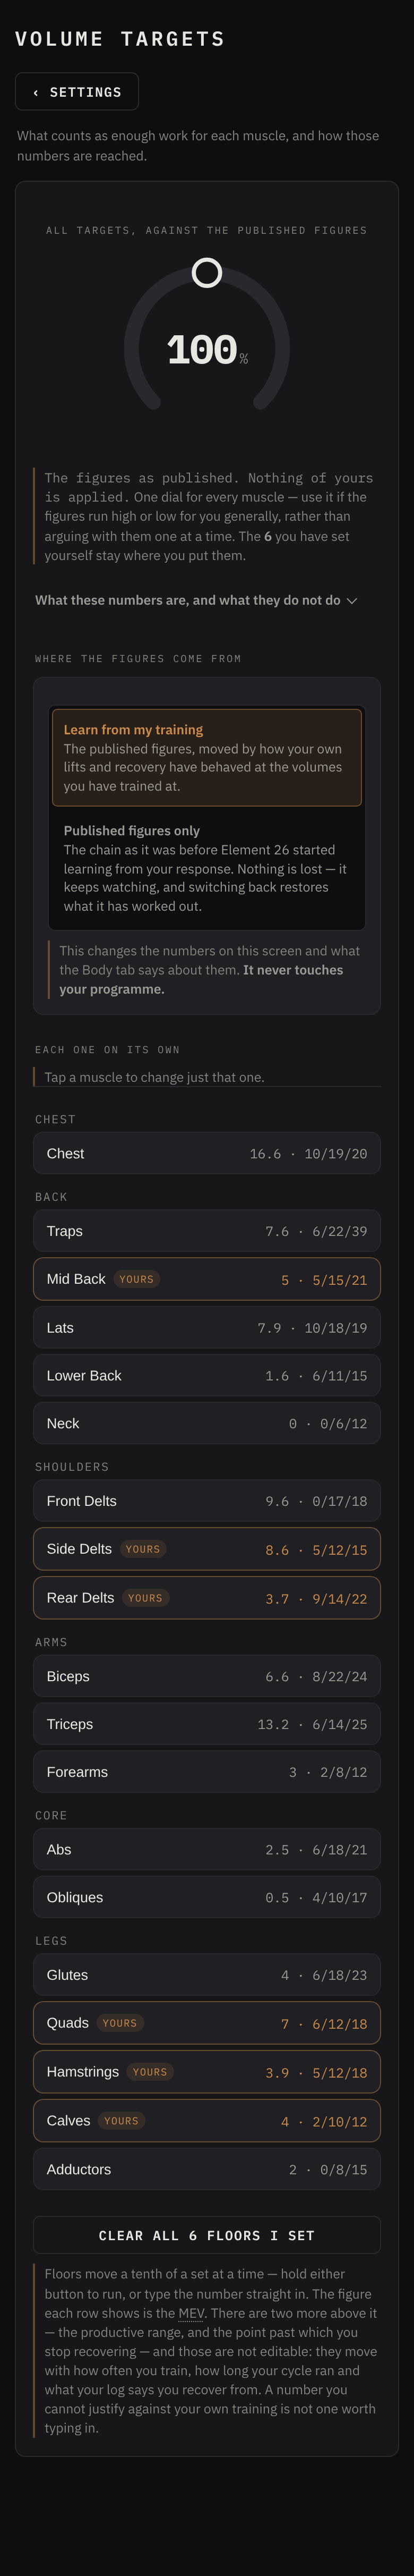 VOLUME TARGETS
‹ SETTINGS
What counts as enough work for each muscle, and how those
numbers are reached.
ALL TARGETS, AGAINST THE PUBLISHED FIGURES
100%
The figures as published. Nothing of yours
is applied. One dial for every muscle — use it if the
figures run high or low for you generally, rather than
arguing with them one at a time. The 6 you have set
yourself stay where you put them.
What these numbers are, and what they do not do
WHERE THE FIGURES COME FROM
Learn from my training
The published figures, moved by how your own
lifts and recovery have behaved at the volumes
you have trained at.
Published figures only
The chain as it was before Element 26 started
learning from your response. Nothing is lost — it
keeps watching, and switching back restores
what it has worked out.
This changes the numbers on this screen and what
the Body tab says about them. It never touches
your programme.
EACH ONE ON ITS OWN
Tap a muscle to change just that one.
CHEST
Chest 16.6 · 10/19/20
BACK
Traps 7.6 · 6/22/39
Mid Back YOURS 5 · 5/15/21
Lats 7.9 · 10/18/19
Lower Back 1.6 · 6/11/15
Neck 0 · 0/6/12
SHOULDERS
Front Delts 9.6 · 0/17/18
Side Delts YOURS 8.6 · 5/12/15
Rear Delts YOURS 3.7 · 9/14/22
ARMS
Biceps 6.6 · 8/22/24
Triceps 13.2 · 6/14/25
Forearms 3 · 2/8/12
CORE
Abs 2.5 · 6/18/21
Obliques 0.5 · 4/10/17
LEGS
Glutes 4 · 6/18/23
Quads YOURS 7 · 6/12/18
Hamstrings YOURS 3.9 · 5/12/18
Calves YOURS 4 · 2/10/12
Adductors 2 · 0/8/15
CLEAR ALL 6 FLOORS I SET
Floors move a tenth of a set at a time — hold either
button to run, or type the number straight in. The figure
each row shows is the MEV. There are two more above it
— the productive range, and the point past which you
stop recovering — and those are not editable: they move
with how often you train, how long your cycle ran and
what your log says you recover from. A number you
cannot justify against your own training is not one worth
typing in.